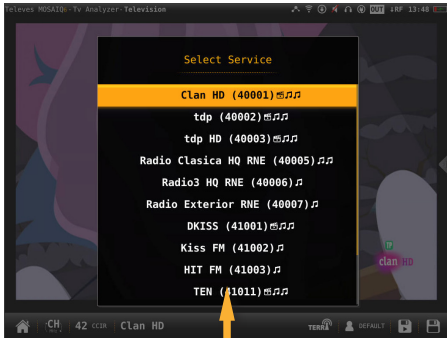 Televes MOSAIQ6-Tv Analyzer-Television OUT ↓RF 13:48
Select Service
Clan HD (40001)
tdp (40002)
tdp HD (40003)
Radio Clasica HQ RNE (40005)
Radio3 HQ RNE (40006)
Radio Exterior RNE (40007)
DKISS (41001)
Kiss FM (41002)
HIT FM (41003)
TEN (41011)
clan HD
CH 42 CCIR Clan HD TERR DEFAULT